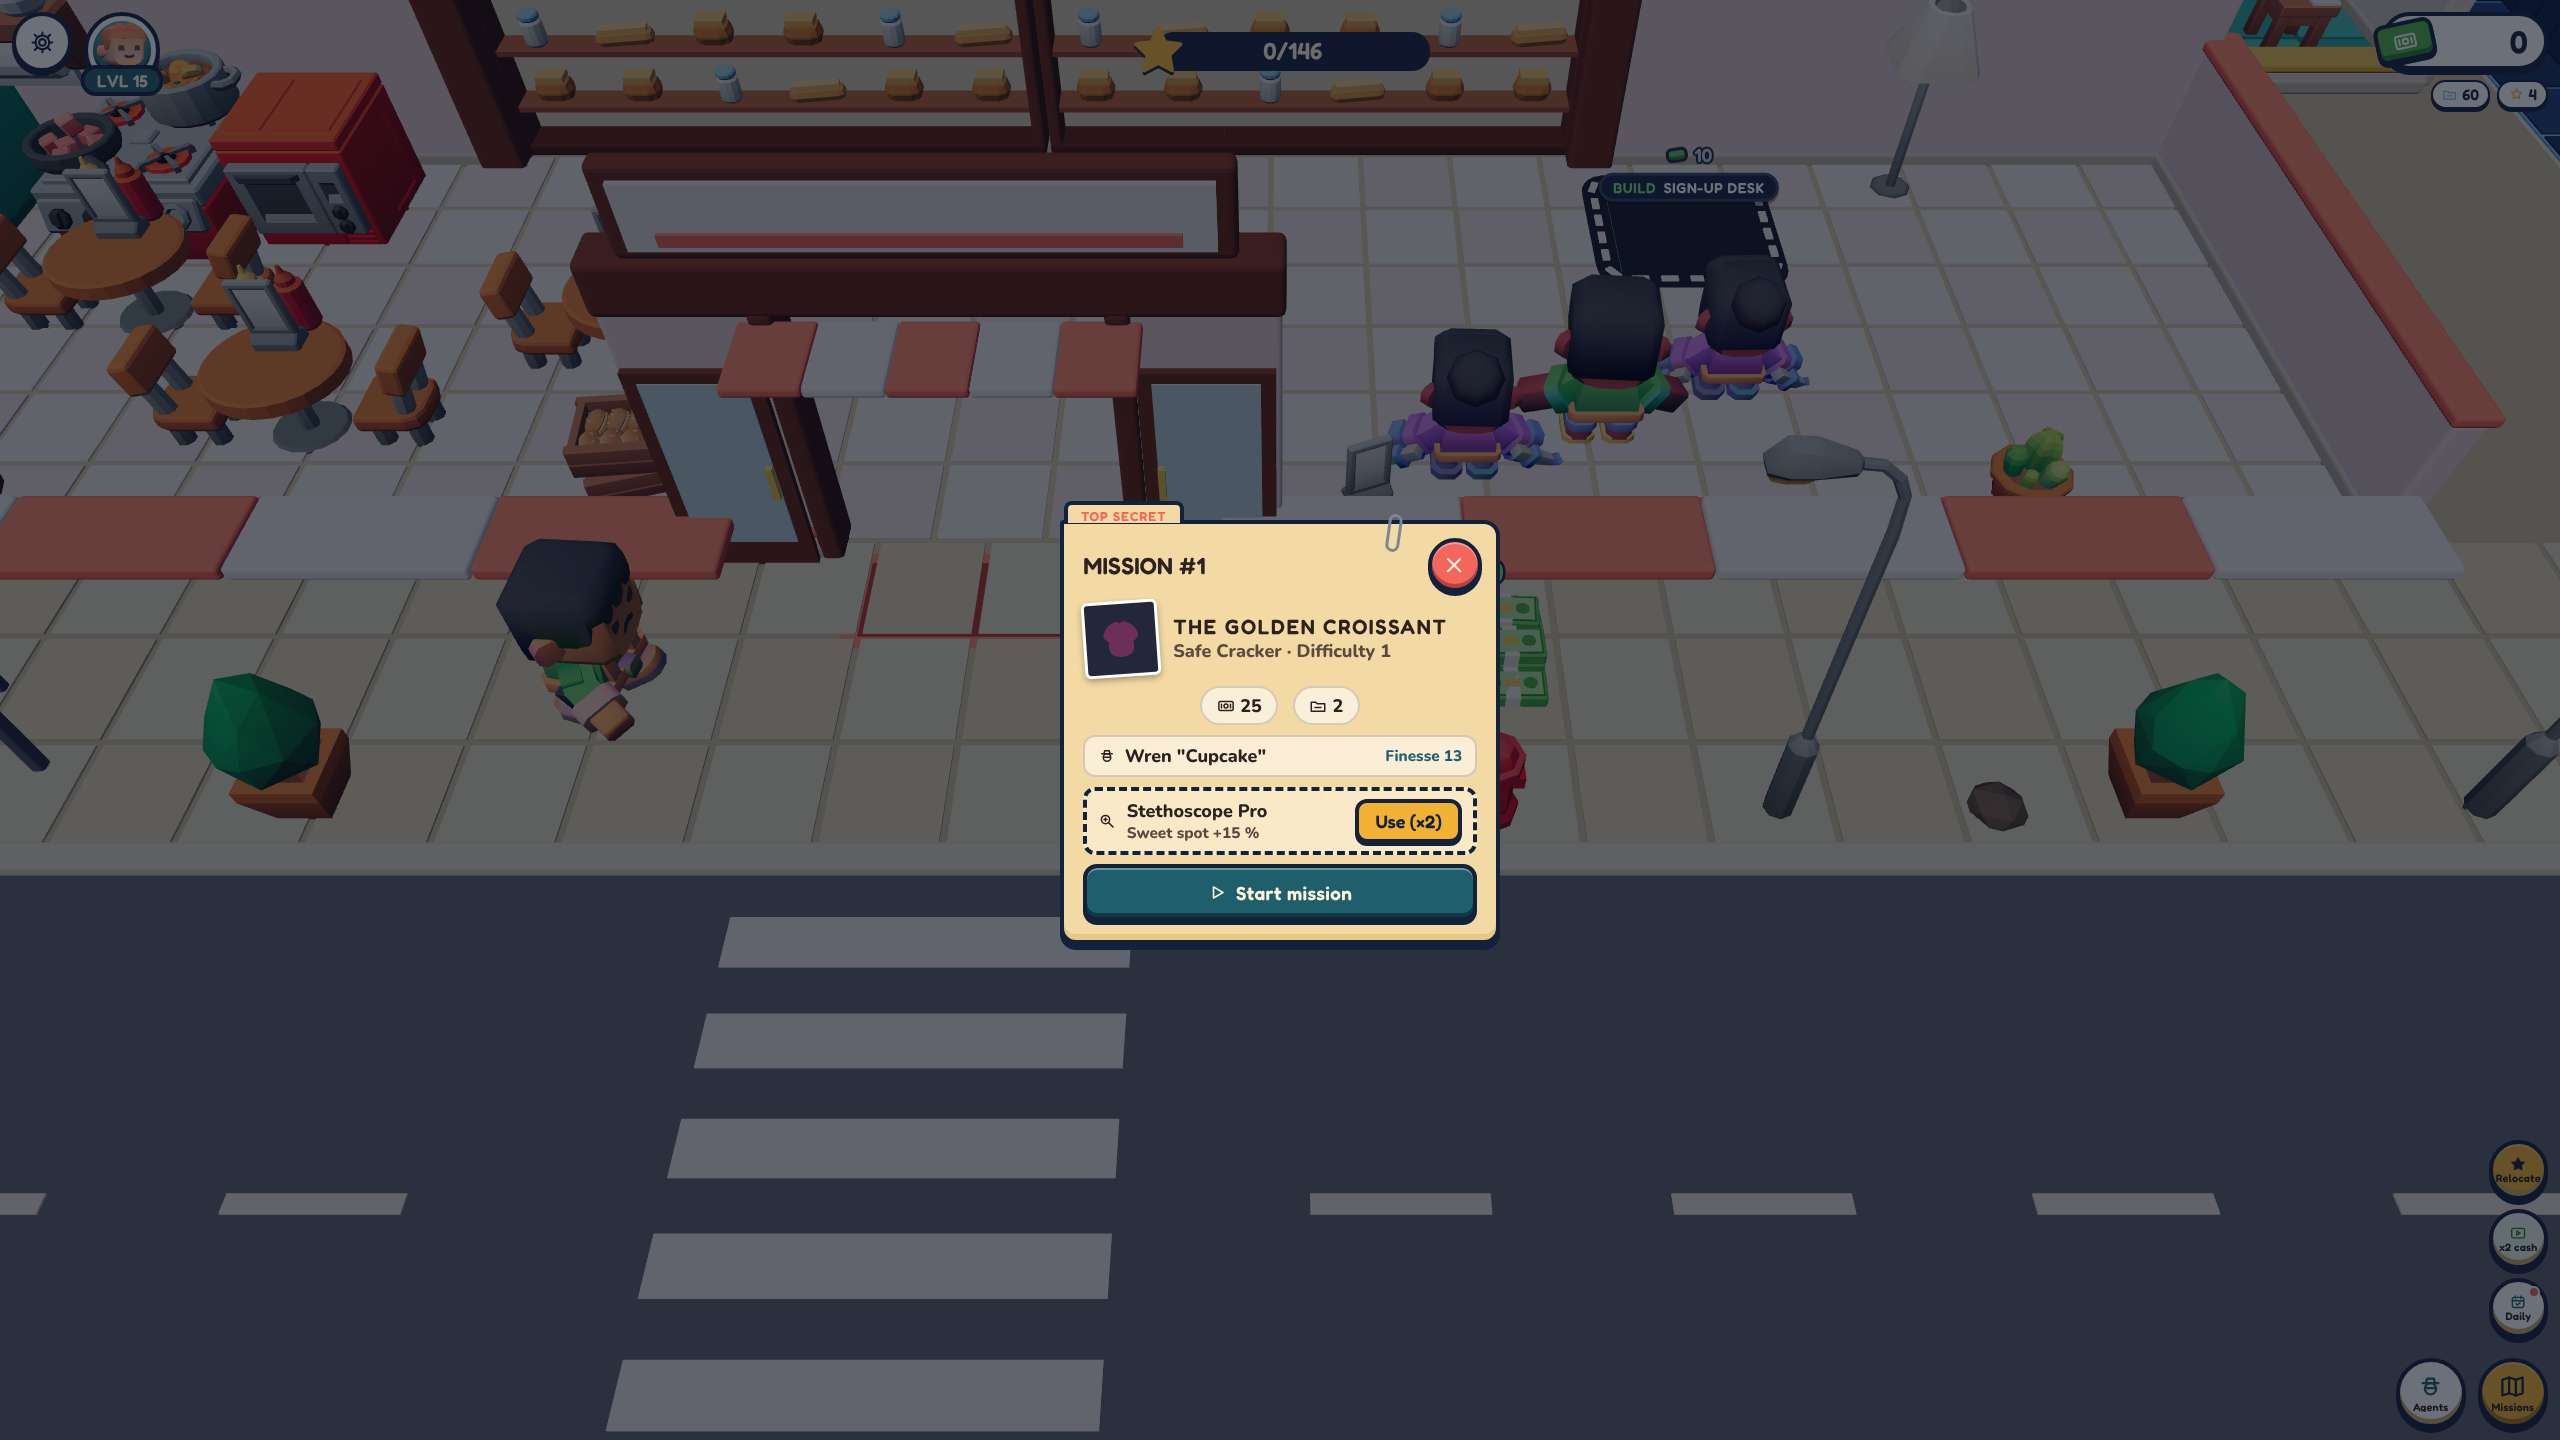 LVL 15
0/146
0
60
4
10
BUILD SIGN-UP DESK
TOP SECRET
MISSION #1
THE GOLDEN CROISSANT
Safe Cracker · Difficulty 1
25
2
Wren "Cupcake"
Finesse 13
Stethoscope Pro
Sweet spot +15 %
Use (×2)
Start mission
Relocate
x2 cash
Daily
Agents
Missions